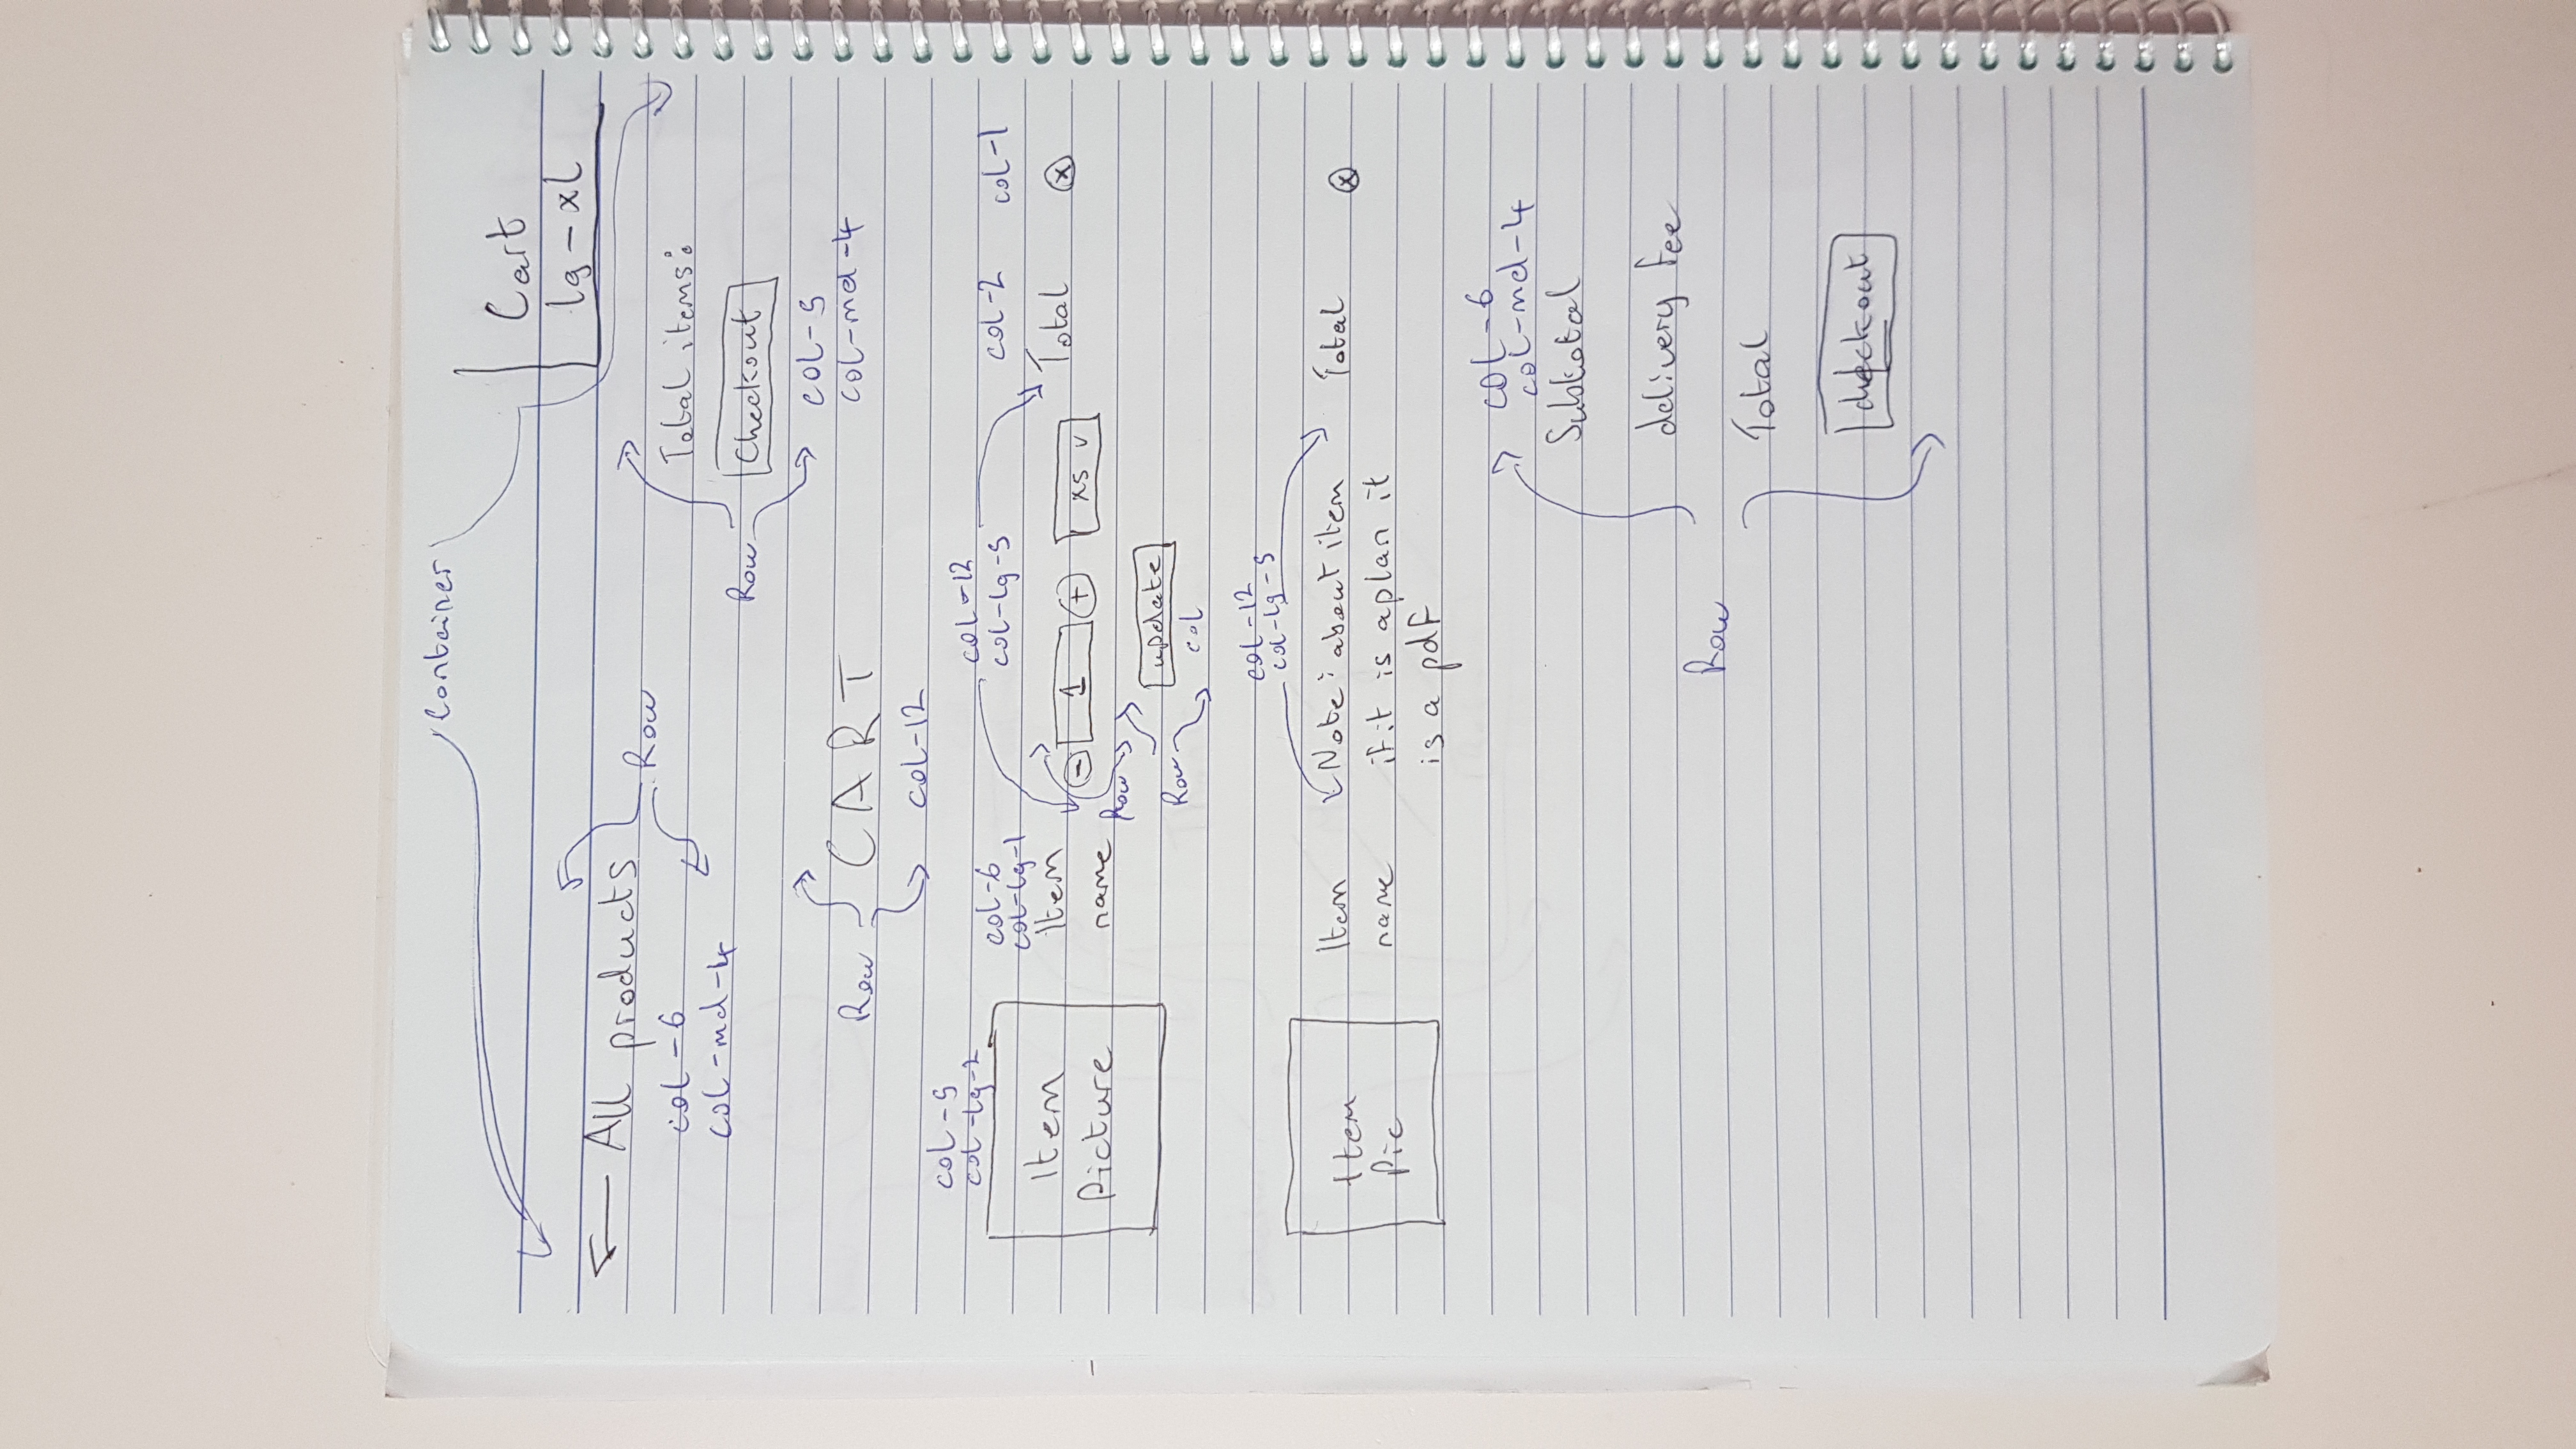 Container
Cart
lg - xl
← All products
Row
col - 6
col - md - 4
Total items:
Row
Checkout
col - 5
col - md - 4
Row
CART
col - 12
col - 5
col - lg - 2
col - 6
col - lg - 1
col - 12
col - lg - 5
col - 2
col - 1
Item
Picture
Item
name
- 1 + xs v
Total
x
Row
update
Row
col
col - 12
col - lg - 5
Item
Pic
Item
name
Note: about item
if it is a plan it
is a pdf
Total
x
col - 6
col - md - 4
Subtotal
delivery fee
Row
Total
checkout